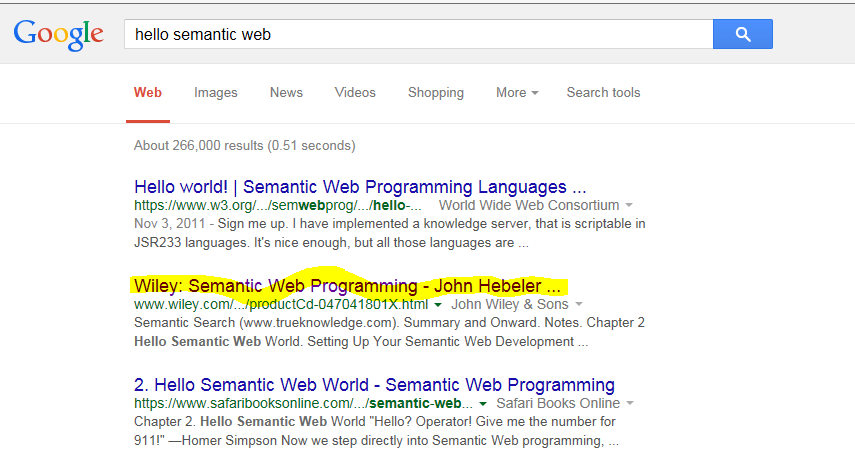 Google hello semantic web
Web Images News Videos Shopping More Search tools
About 266,000 results (0.51 seconds)
Hello world! | Semantic Web Programming Languages ...
https://www.w3.org/.../semwebprog/.../hello-... World Wide Web Consortium
Nov 3, 2011 - Sign me up. I have implemented a knowledge server, that is scriptable in
JSR233 languages. It's nice enough, but all those languages are ...
Wiley: Semantic Web Programming - John Hebeler ...
www.wiley.com/.../productCd-047041801X.html John Wiley & Sons
Semantic Search (www.trueknowledge.com). Summary and Onward. Notes. Chapter 2
Hello Semantic Web World. Setting Up Your Semantic Web Development ...
2. Hello Semantic Web World - Semantic Web Programming
https://www.safaribooksonline.com/.../semantic-web... Safari Books Online
Chapter 2. Hello Semantic Web World "Hello? Operator! Give me the number for
911!" —Homer Simpson Now we step directly into Semantic Web programming, ...